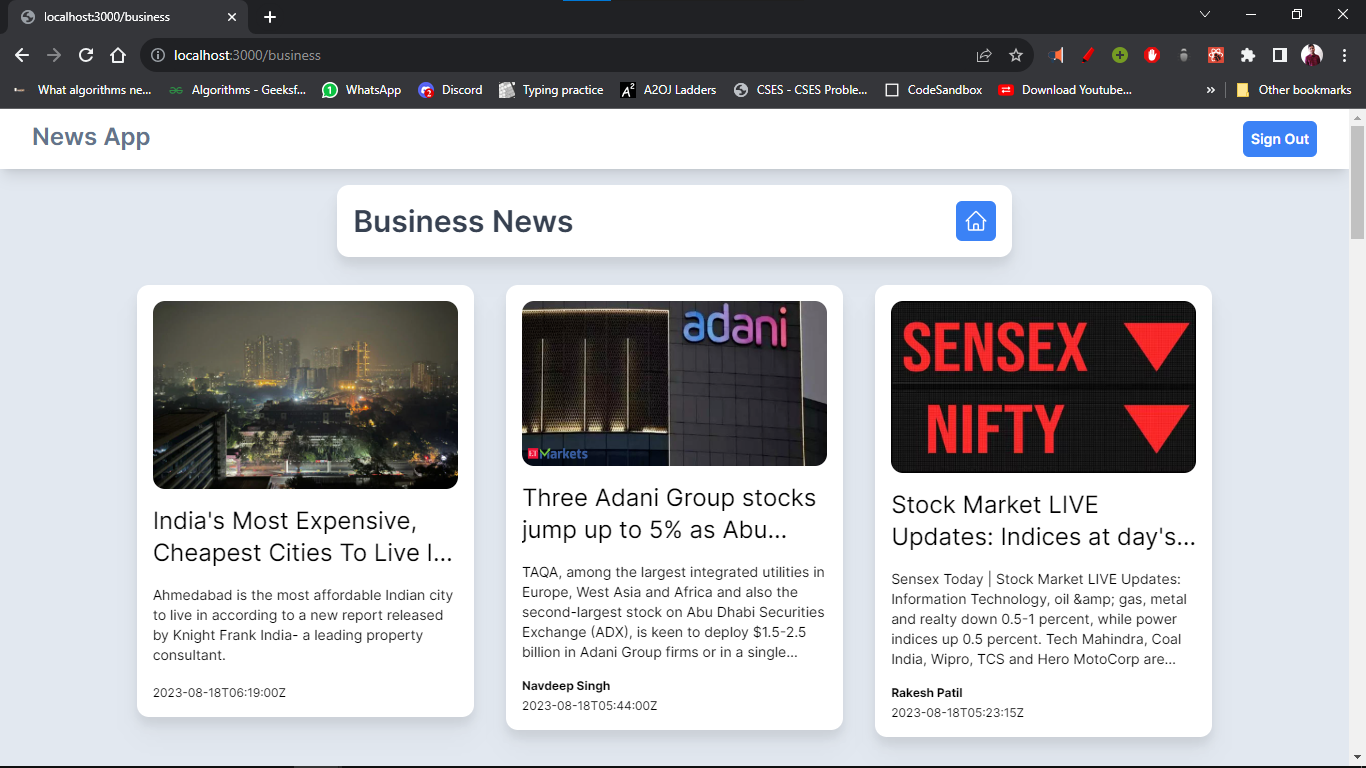 localhost:3000/business
localhost:3000/business
What algorithms ne...
Algorithms - Geeksf...
WhatsApp
Discord
Typing practice
A2OJ Ladders
CSES - CSES Proble...
CodeSandbox
Download Youtube...
»
Other bookmarks
News App
Sign Out
Business News
India's Most Expensive,
Cheapest Cities To Live I...
Ahmedabad is the most affordable Indian city
to live in according to a new report released
by Knight Frank India- a leading property
consultant.
2023-08-18T06:19:00Z
adani
ET Markets
Three Adani Group stocks
jump up to 5% as Abu...
TAQA, among the largest integrated utilities in
Europe, West Asia and Africa and also the
second-largest stock on Abu Dhabi Securities
Exchange (ADX), is keen to deploy $1.5-2.5
billion in Adani Group firms or in a single...
Navdeep Singh
2023-08-18T05:44:00Z
SENSEX
NIFTY
Stock Market LIVE
Updates: Indices at day's...
Sensex Today | Stock Market LIVE Updates:
Information Technology, oil &amp; gas, metal
and realty down 0.5-1 percent, while power
indices up 0.5 percent. Tech Mahindra, Coal
India, Wipro, TCS and Hero MotoCorp are...
Rakesh Patil
2023-08-18T05:23:15Z